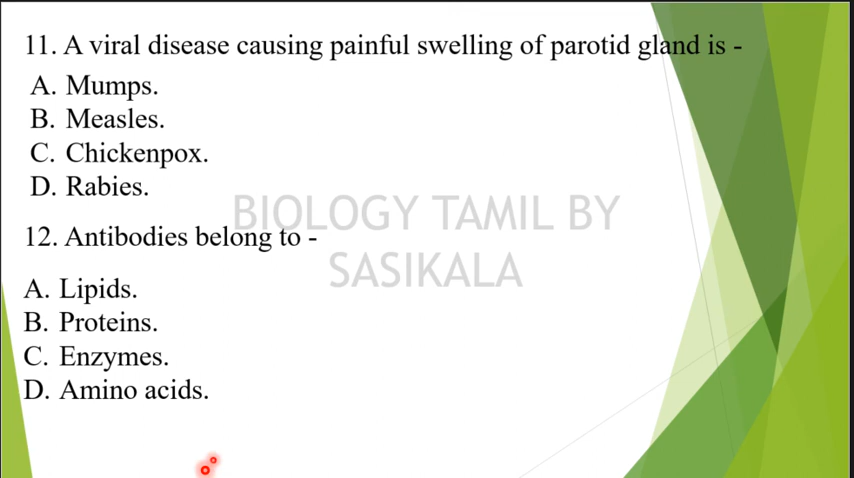 11. A viral disease causing painful swelling of parotid gland is -
A. Mumps.
B. Measles.
C. Chickenpox.
D. Rabies.
BIOLOGY TAMIL BY
SASIKALA
12. Antibodies belong to -
A. Lipids.
B. Proteins.
C. Enzymes.
D. Amino acids.